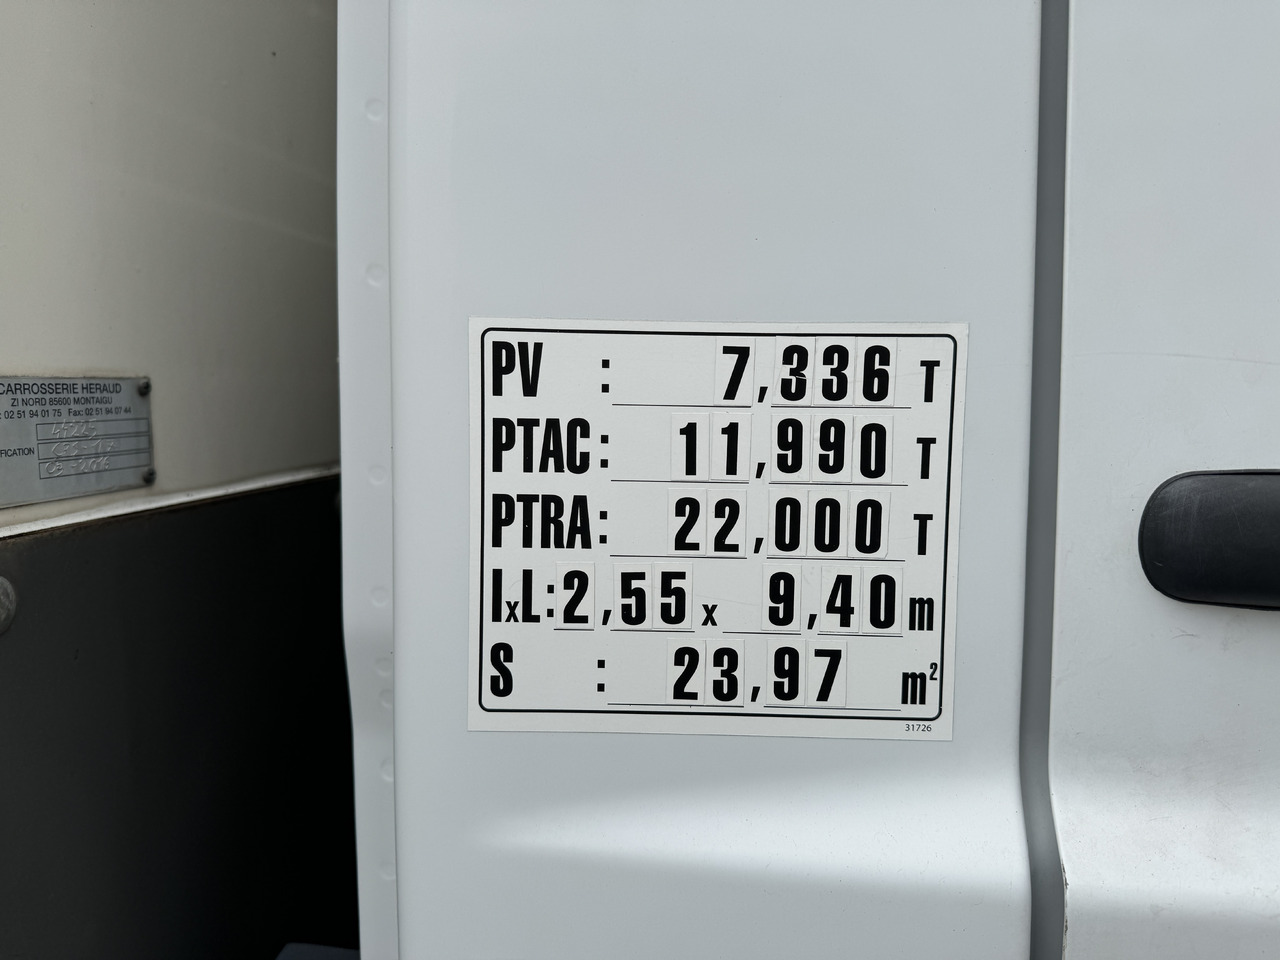 CARROSSERIE HERAUD
ZI NORD 85600 MONTAIGU
: 02 51 94 01 75 Fax: 02 51 94 07 44
PV : 7,336 T
PTAC : 11,990 T
PTRA : 22,000 T
lxL : 2,55 x 9,40 m
S : 23,97 m²
31726